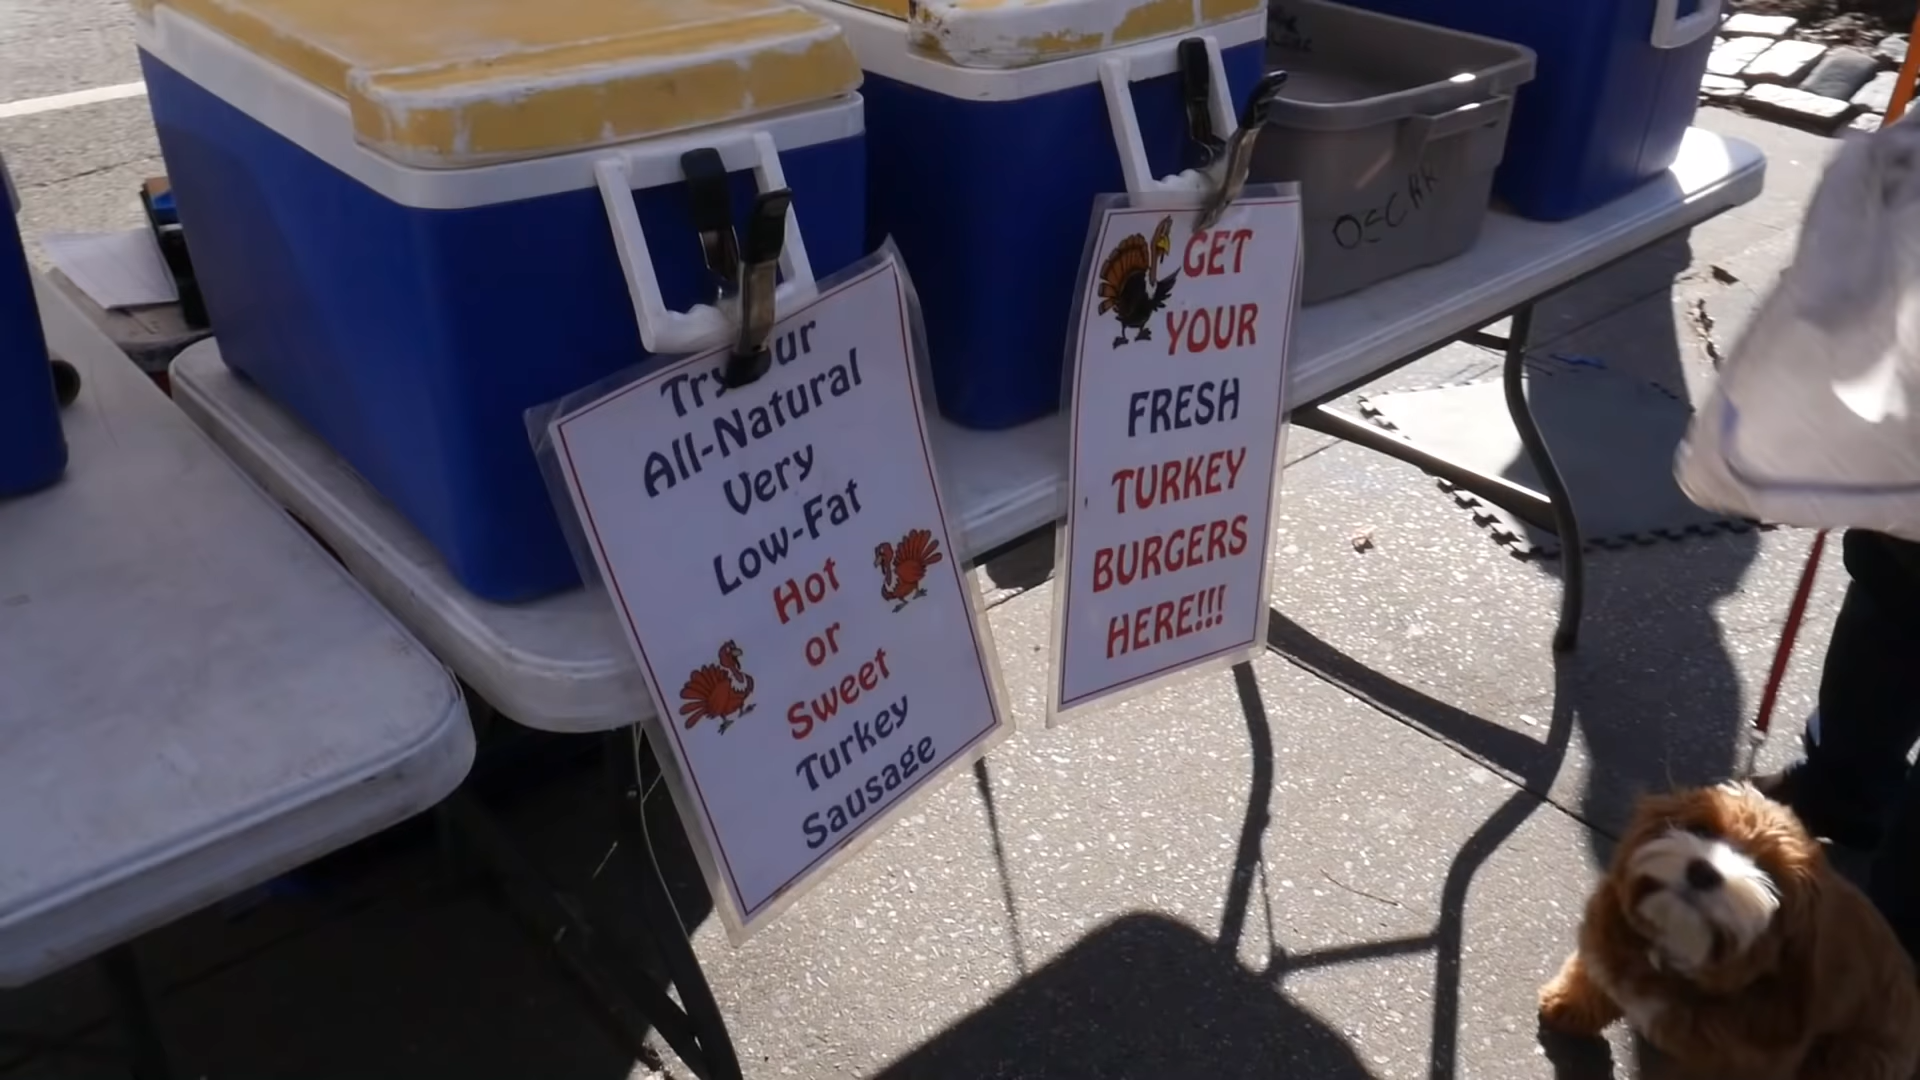 Try Our
All-Natural
Very
Low-Fat
Hot
or
Sweet
Turkey
Sausage
GET
YOUR
FRESH
TURKEY
BURGERS
HERE!!!
OSCAR